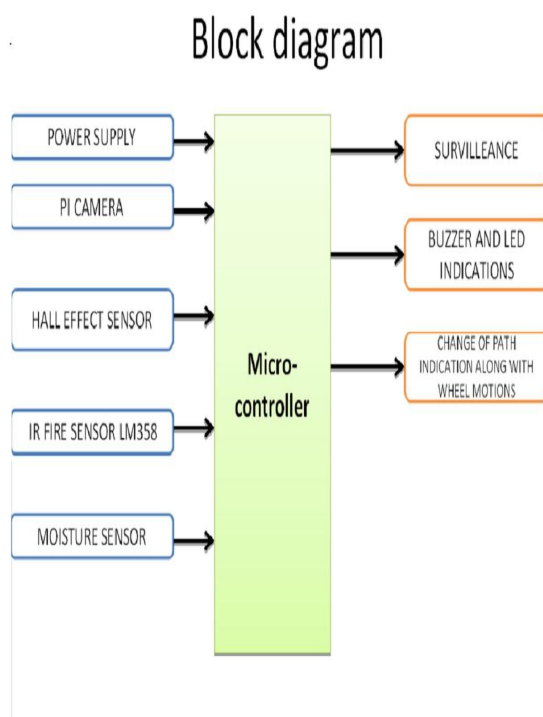 Block diagram
POWER SUPPLY
PI CAMERA
HALL EFFECT SENSOR
IR FIRE SENSOR LM358
MOISTURE SENSOR
Micro-
controller
SURVILLEANCE
BUZZER AND LED
INDICATIONS
CHANGE OF PATH
INDICATION ALONG WITH
WHEEL MOTIONS